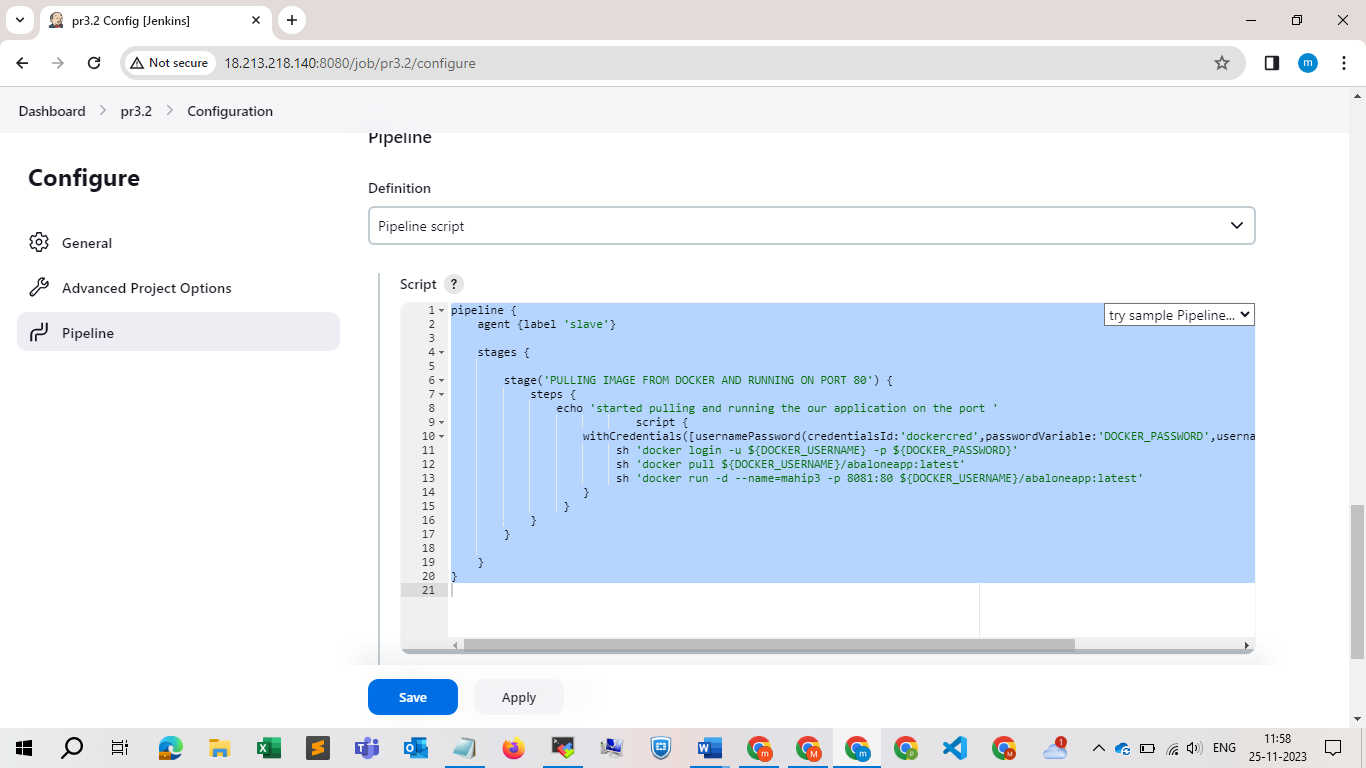 pr3.2 Config [Jenkins]
Not secure
18.213.218.140:8080/job/pr3.2/configure
m
Dashboard
pr3.2
Configuration
Configure
General
Advanced Project Options
Pipeline
Pipeline
Definition
Pipeline script
Script ?
try sample Pipeline...
1 pipeline {
2 agent {label 'slave'}
3
4 stages {
5
6 stage('PULLING IMAGE FROM DOCKER AND RUNNING ON PORT 80') {
7 steps {
8 echo 'started pulling and running the our application on the port '
9 script {
10 withCredentials([usernamePassword(credentialsId:'dockercred',passwordVariable:'DOCKER_PASSWORD',userna
11 sh 'docker login -u ${DOCKER_USERNAME} -p ${DOCKER_PASSWORD}'
12 sh 'docker pull ${DOCKER_USERNAME}/abaloneapp:latest'
13 sh 'docker run -d --name=mahip3 -p 8081:80 ${DOCKER_USERNAME}/abaloneapp:latest'
14 }
15 }
16 }
17 }
18
19 }
20 }
21
Save
Apply
ENG
11:58
25-11-2023